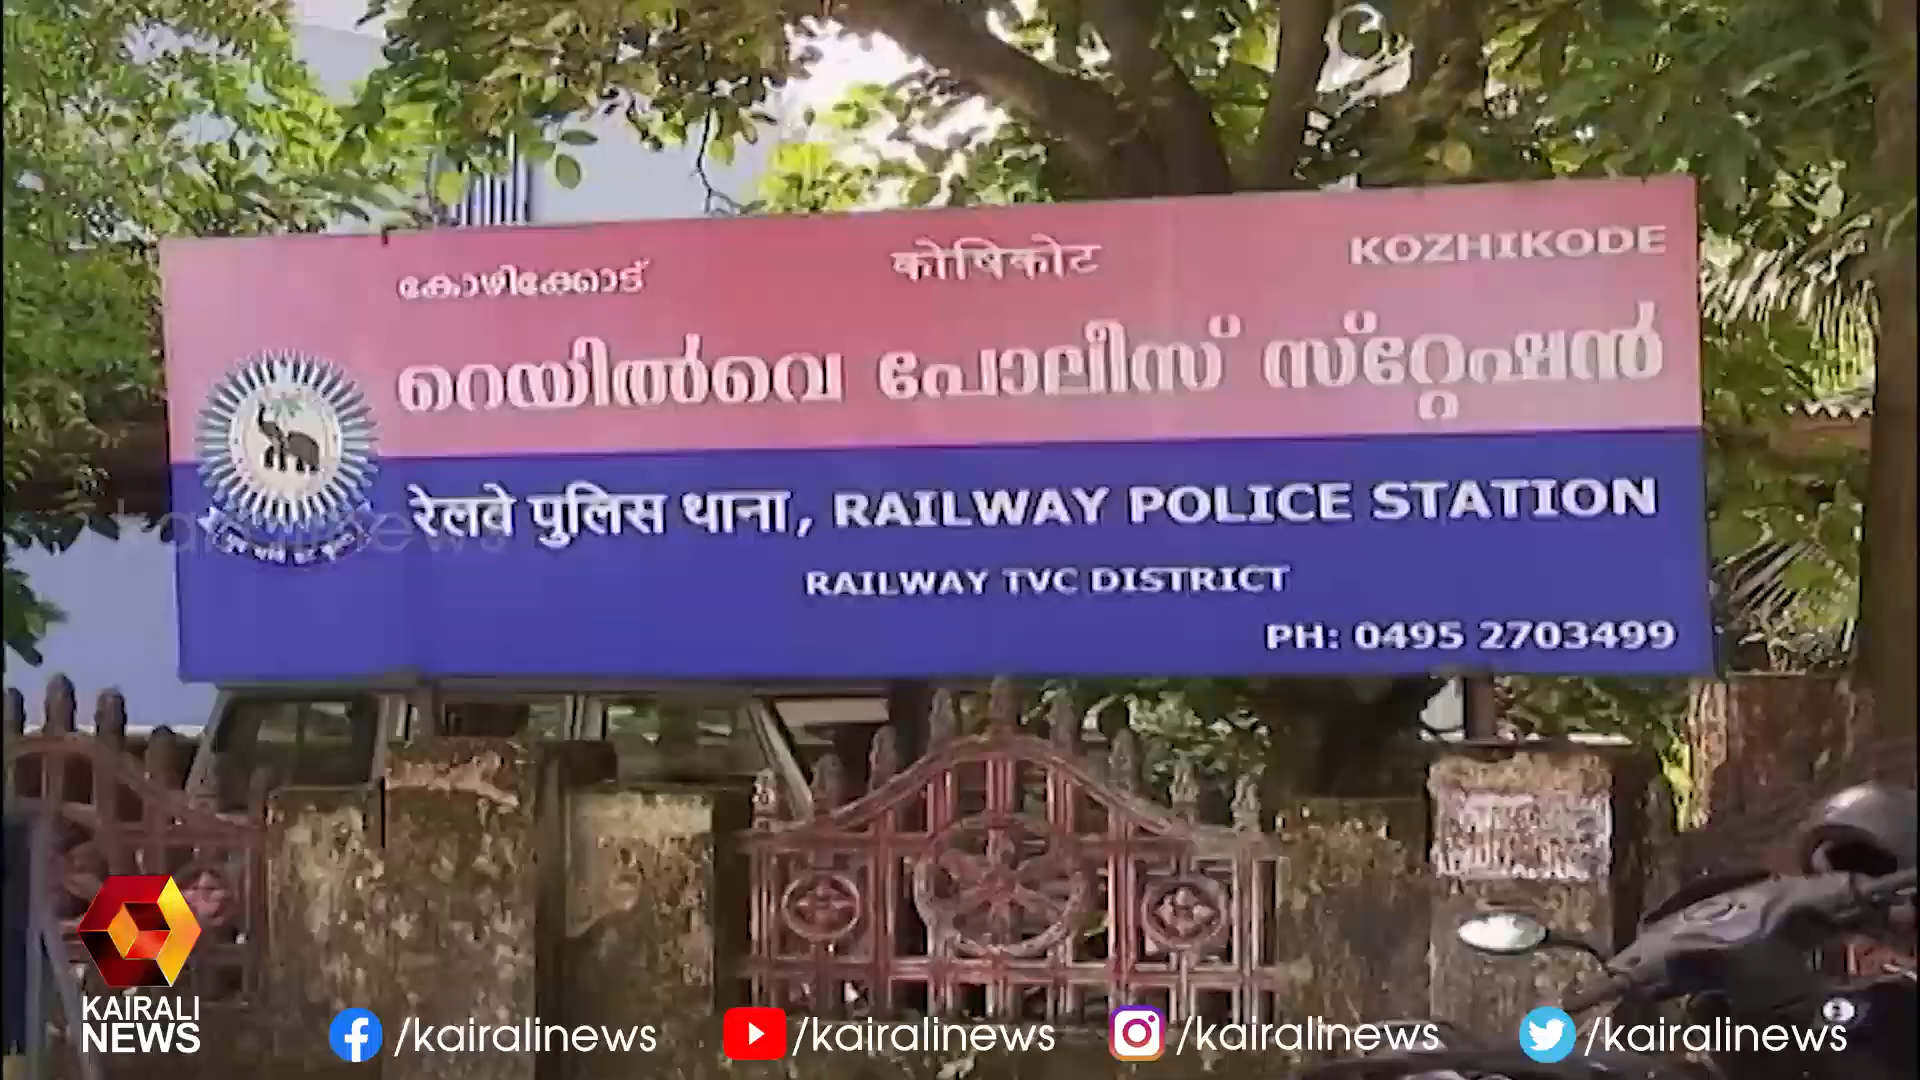 കോഴിക്കോട് कोषिकोट KOZHIKODE
റെയിൽവെ പോലീസ് സ്റ്റേഷൻ
रेलवे पुलिस थाना, RAILWAY POLICE STATION
RAILWAY TVC DISTRICT
PH: 0495 2703499
kairalinews
KAIRALI
NEWS
/kairalinews /kairalinews /kairalinews /kairalinews